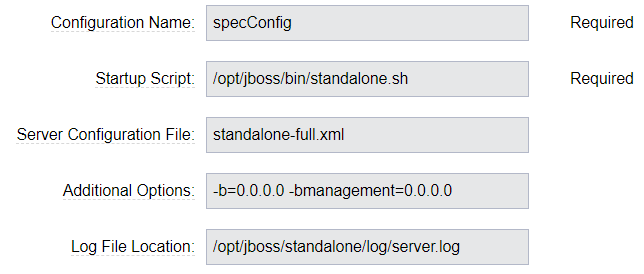 Configuration Name: specConfig Required
Startup Script: /opt/jboss/bin/standalone.sh Required
Server Configuration File: standalone-full.xml
Additional Options: -b=0.0.0.0 -bmanagement=0.0.0.0
Log File Location: /opt/jboss/standalone/log/server.log